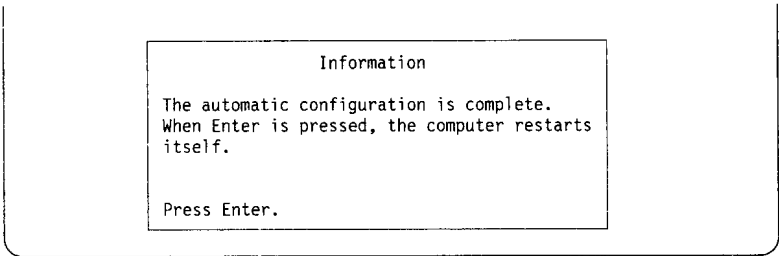 Information
The automatic configuration is complete.
When Enter is pressed, the computer restarts
itself.
Press Enter.